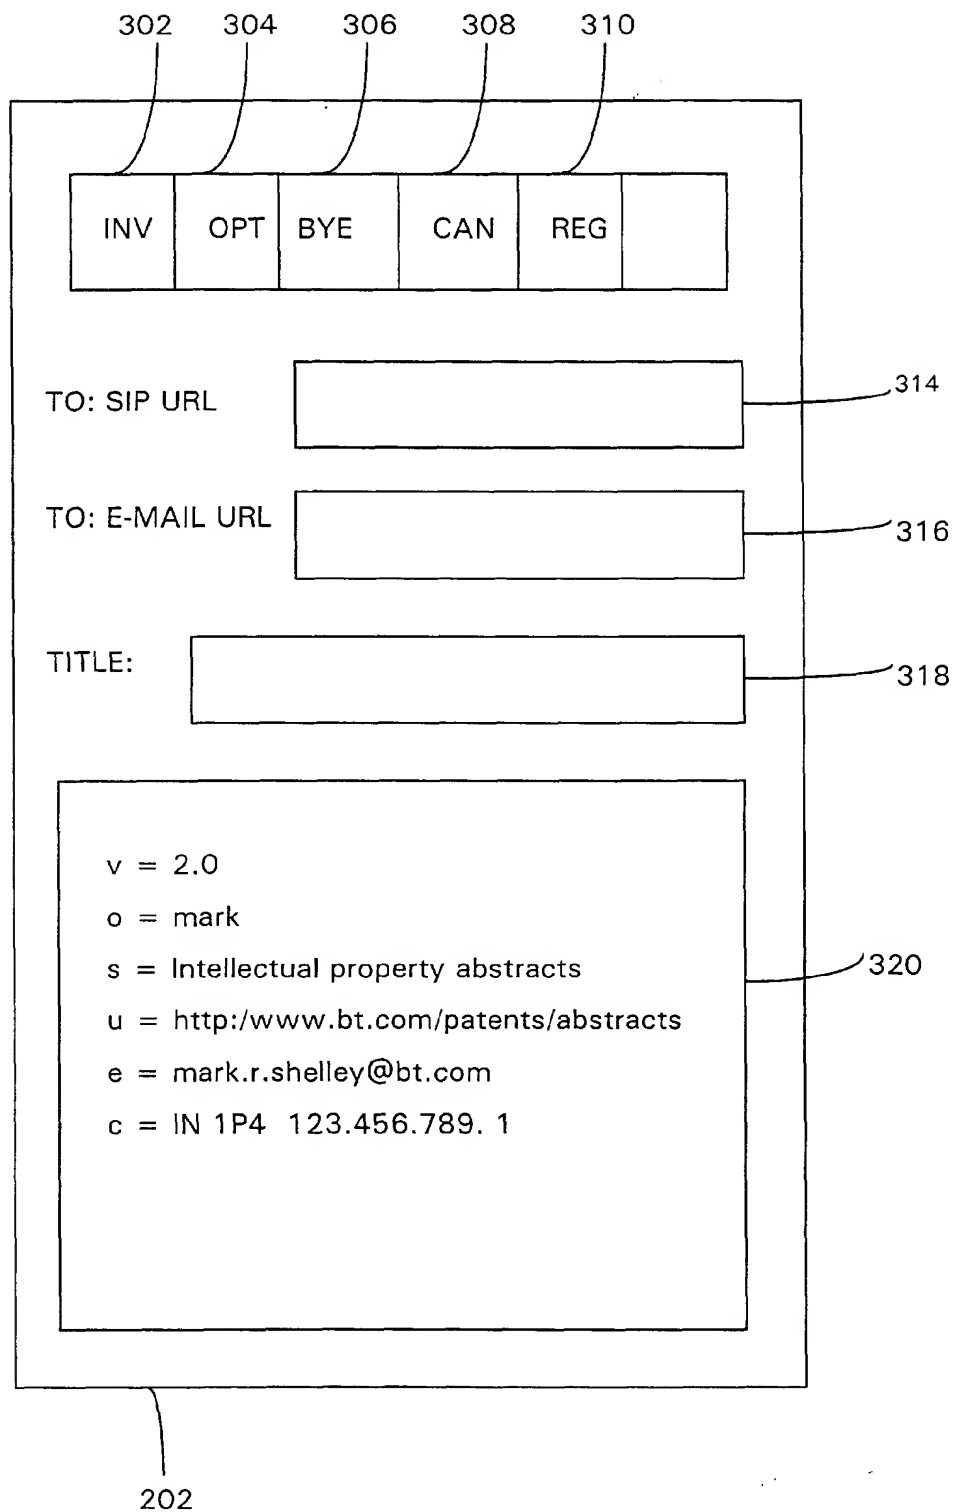 302 304 306 308 310
INV OPT BYE CAN REG
TO: SIP URL
314
TO: E-MAIL URL
316
TITLE:
318
v = 2.0
o = mark
s = Intellectual property abstracts
320
u = http:/www.bt.com/patents/abstracts
e = mark.r.shelley@bt.com
c = IN 1P4 123.456.789. 1
202